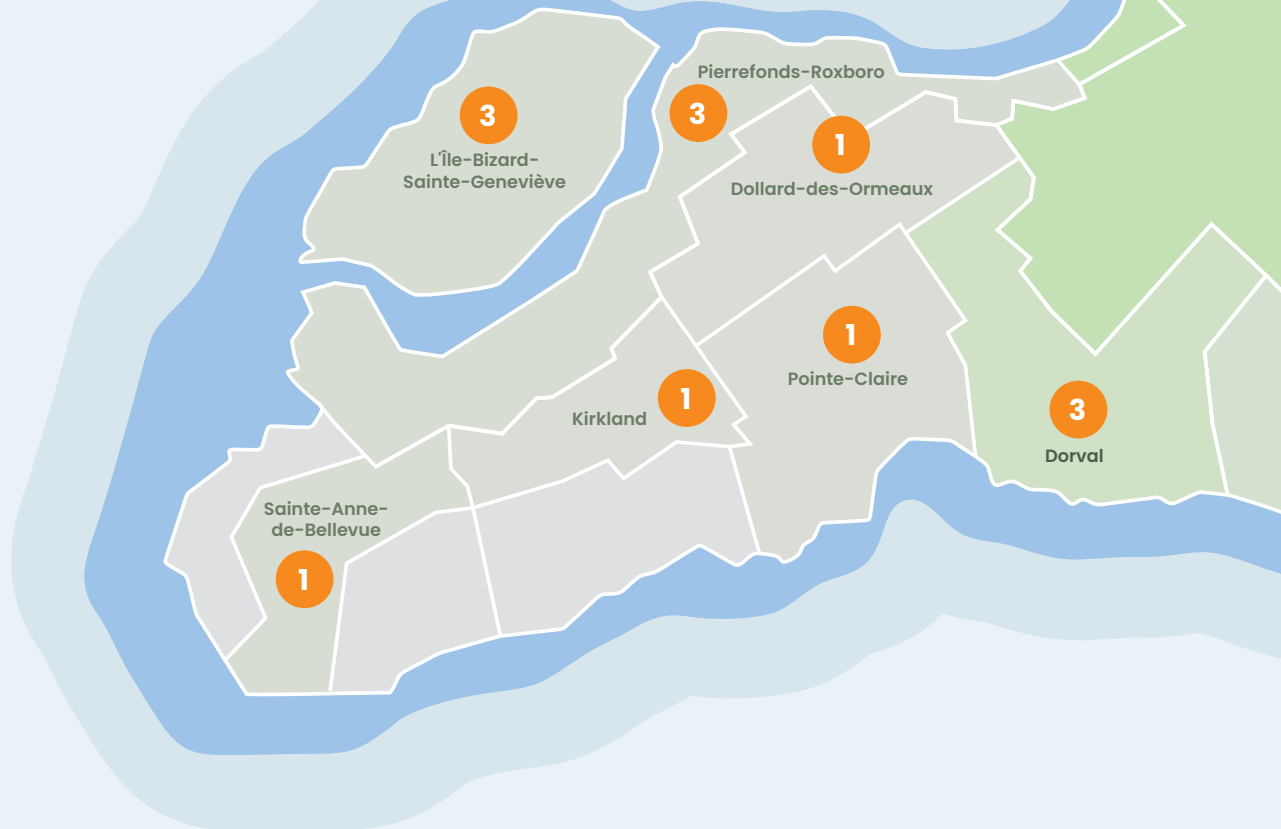 Pierrefonds-Roxboro
3
3
1
L'Île-Bizard-
Sainte-Geneviève
Dollard-des-Ormeaux
1
Pointe-Claire
1
Kirkland
3
Dorval
Sainte-Anne-
de-Bellevue
1